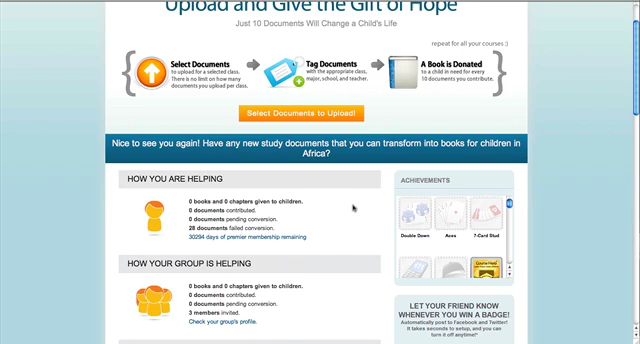 Upload and Give the Gift of Hope
Just 10 Documents Will Change a Child's Life
repeat for all your courses :)
Select Documents
to upload for a selected class.
There is no limit on how many
documents you upload per class.
Tag Documents
with the appropriate class,
major, school, and teacher.
A Book is Donated
to a child in need for every
10 documents you contribute.
Select Documents to Upload!
Nice to see you again! Have any new study documents that you can transform into books for children in
Africa?
HOW YOU ARE HELPING
0 books and 0 chapters given to children.
0 documents contributed.
0 documents pending conversion.
28 documents failed conversion.
30294 days of premier membership remaining
HOW YOUR GROUP IS HELPING
0 books and 0 chapters given to children.
0 documents contributed.
0 documents pending conversion.
3 members invited.
Check your group's profile.
ACHIEVEMENTS
Double Down
Aces
7-Card Stud
Course Hero
LET YOUR FRIEND KNOW
WHENEVER YOU WIN A BADGE!
Automatically post to Facebook and Twitter!
It takes seconds to setup, and you can
turn it off anytime!